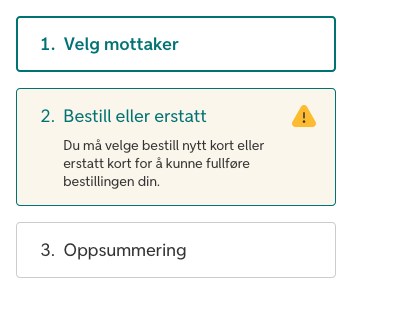 1. Velg mottaker
2. Bestill eller erstatt
Du må velge bestill nytt kort eller
erstatt kort for å kunne fullføre
bestillingen din.
3. Oppsummering